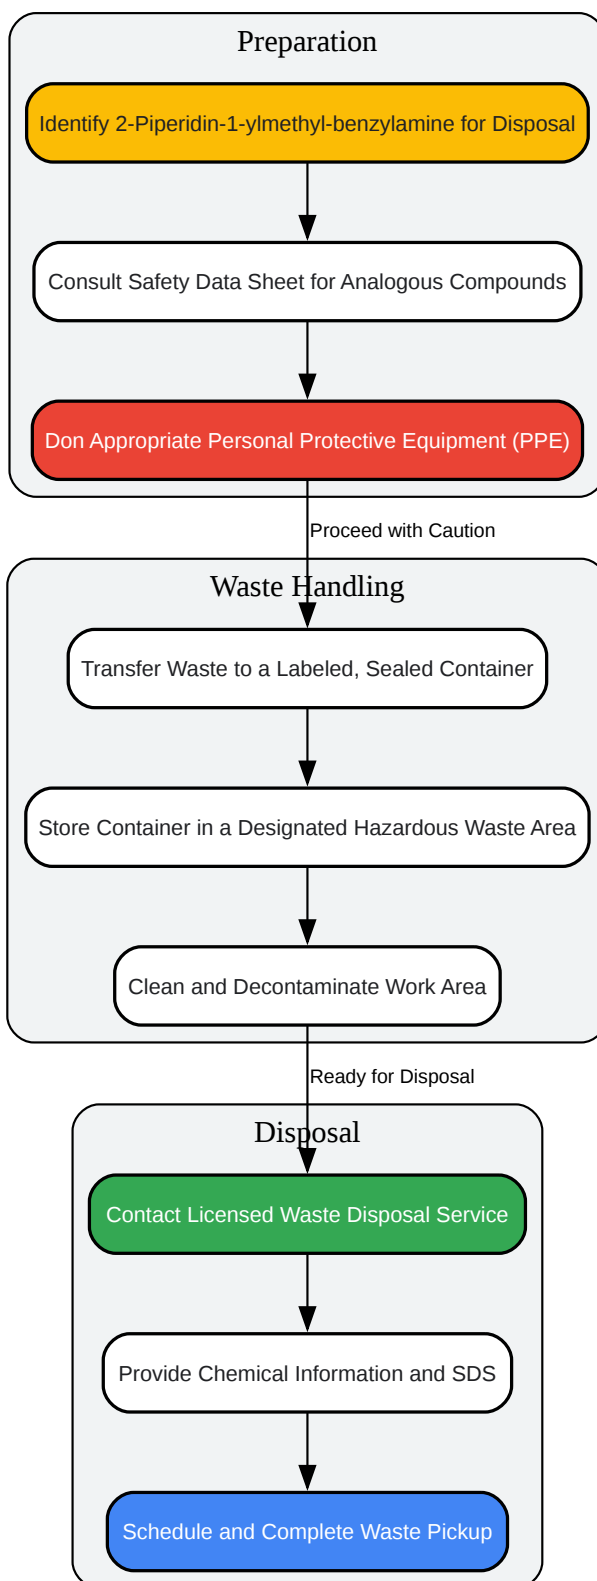 Preparation
Identify 2-Piperidin-1-ylmethyl-benzylamine for Disposal
Consult Safety Data Sheet for Analogous Compounds
Don Appropriate Personal Protective Equipment (PPE)
Proceed with Caution
Waste Handling
Transfer Waste to a Labeled, Sealed Container
Store Container in a Designated Hazardous Waste Area
Clean and Decontaminate Work Area
Ready for Disposal
Disposal
Contact Licensed Waste Disposal Service
Provide Chemical Information and SDS
Schedule and Complete Waste Pickup